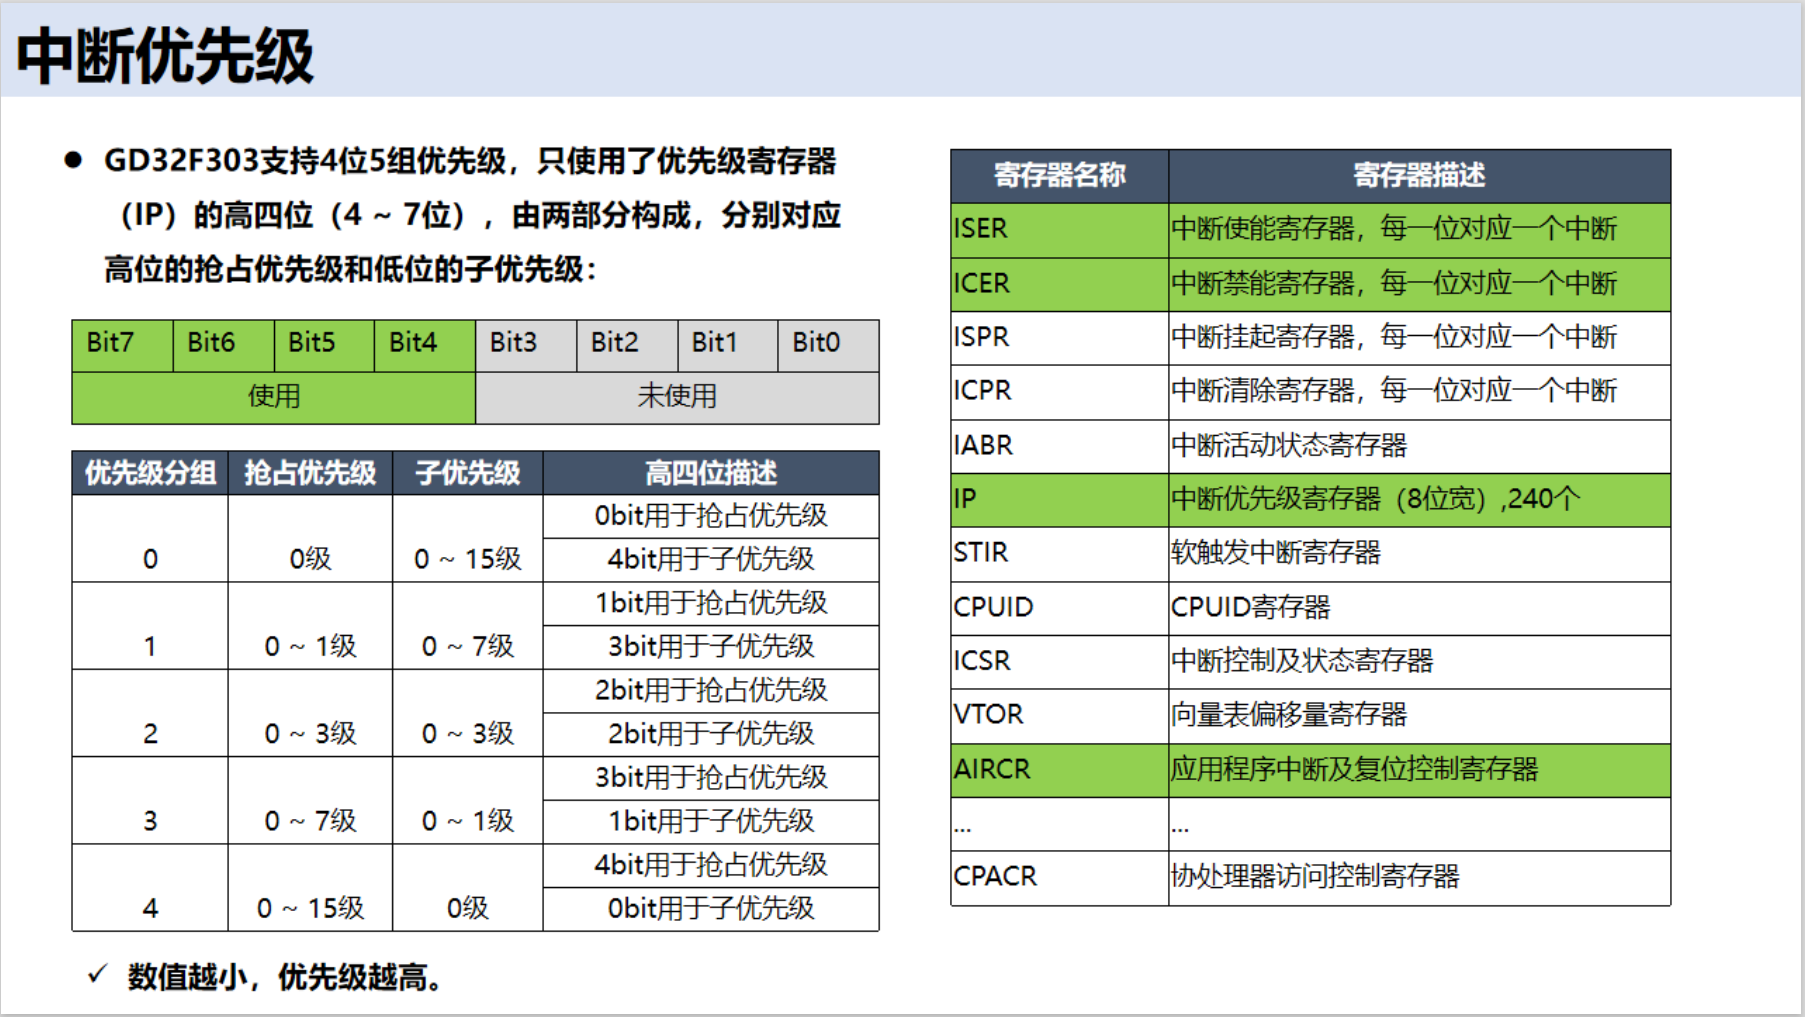 中断优先级
● GD32F303支持4位5组优先级，只使用了优先级寄存器
（IP）的高四位（4 ~ 7位），由两部分构成，分别对应
高位的抢占优先级和低位的子优先级：
Bit7 Bit6 Bit5 Bit4 Bit3 Bit2 Bit1 Bit0
使用 未使用
优先级分组 抢占优先级 子优先级 高四位描述
0bit用于抢占优先级
0 0级 0 ~ 15级 4bit用于子优先级
1bit用于抢占优先级
1 0 ~ 1级 0 ~ 7级 3bit用于子优先级
2bit用于抢占优先级
2 0 ~ 3级 0 ~ 3级 2bit用于子优先级
3bit用于抢占优先级
3 0 ~ 7级 0 ~ 1级 1bit用于子优先级
4bit用于抢占优先级
4 0 ~ 15级 0级 0bit用于子优先级
✓ 数值越小，优先级越高。
寄存器名称 寄存器描述
ISER 中断使能寄存器，每一位对应一个中断
ICER 中断禁能寄存器，每一位对应一个中断
ISPR 中断挂起寄存器，每一位对应一个中断
ICPR 中断清除寄存器，每一位对应一个中断
IABR 中断活动状态寄存器
IP 中断优先级寄存器（8位宽）,240个
STIR 软触发中断寄存器
CPUID CPUID寄存器
ICSR 中断控制及状态寄存器
VTOR 向量表偏移量寄存器
AIRCR 应用程序中断及复位控制寄存器
... ...
CPACR 协处理器访问控制寄存器